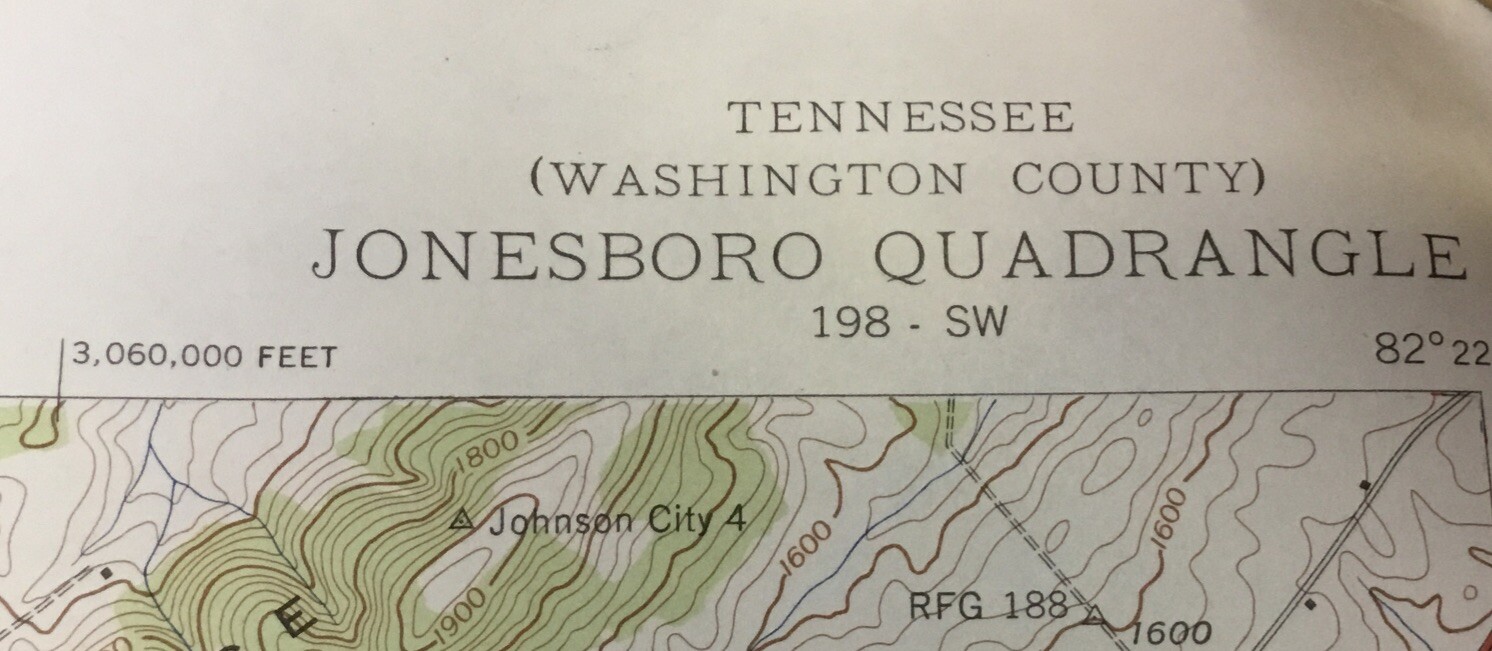 TENNESSEE
(WASHINGTON COUNTY)
JONESBORO QUADRANGLE
198 - SW
3,060,000 FEET
82°22
1800
Johnson City 4
1600
1600
1900
RFG 188
1600
E